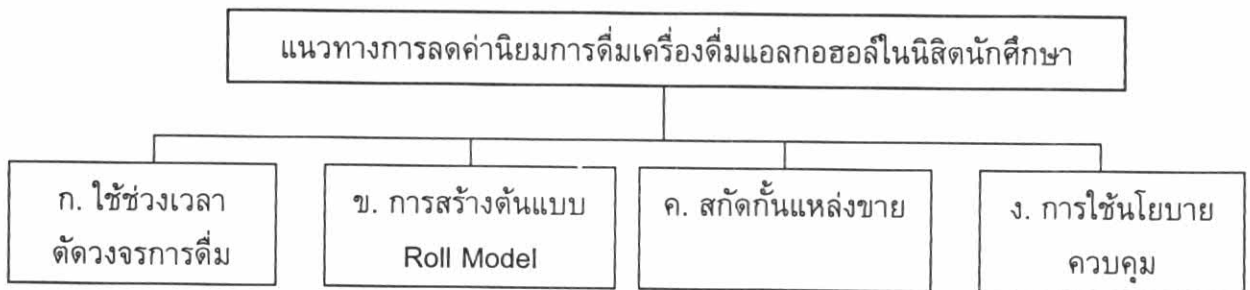 แนวทางการลดค่านิยมการดื่มเครื่องดื่มแอลกอฮอล์ในนิสิตนักศึกษา
ก. ใช้ช่วงเวลา
ตัดวงจรการดื่ม
ข. การสร้างต้นแบบ
Roll Model
ค. สกัดกั้นแหล่งขาย
ง. การใช้นโยบาย
ควบคุม